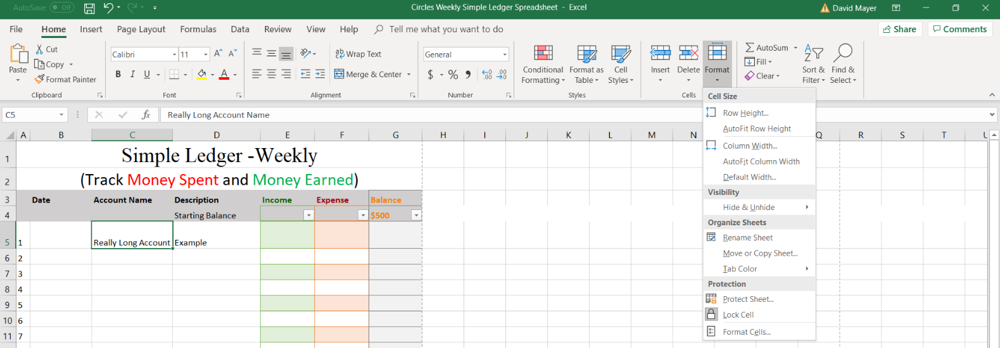 AutoSave Off
Circles Weekly Simple Ledger Spreadsheet - Excel
David Mayer
File Home Insert Page Layout Formulas Data Review View Help Tell me what you want to do
Share Comments
Paste
Cut
Copy
Format Painter
Clipboard
Calibri 11 A A
B I U A
Font
ab Wrap Text
Merge & Center
Alignment
General
$ % 9 .00 .00
Number
Conditional Formatting
Format as Table
Cell Styles
Styles
Insert Delete Format
Cells
AutoSum
Fill
Clear
Sort & Filter
Find & Select
C5
fx Really Long Account Name
A B C D E F G H I J K L M N Q R S T U
1 Simple Ledger -Weekly
2 (Track Money Spent and Money Earned)
3 Date Account Name Description Income Expense Balance
4 Starting Balance $500
5 1 Really Long Account Example
6 2
7 3
8 4
9 5
10 6
11 7
Cell Size
Row Height...
AutoFit Row Height
Column Width...
AutoFit Column Width
Default Width...
Visibility
Hide & Unhide
Organize Sheets
Rename Sheet
Move or Copy Sheet...
Tab Color
Protection
Protect Sheet...
Lock Cell
Format Cells...